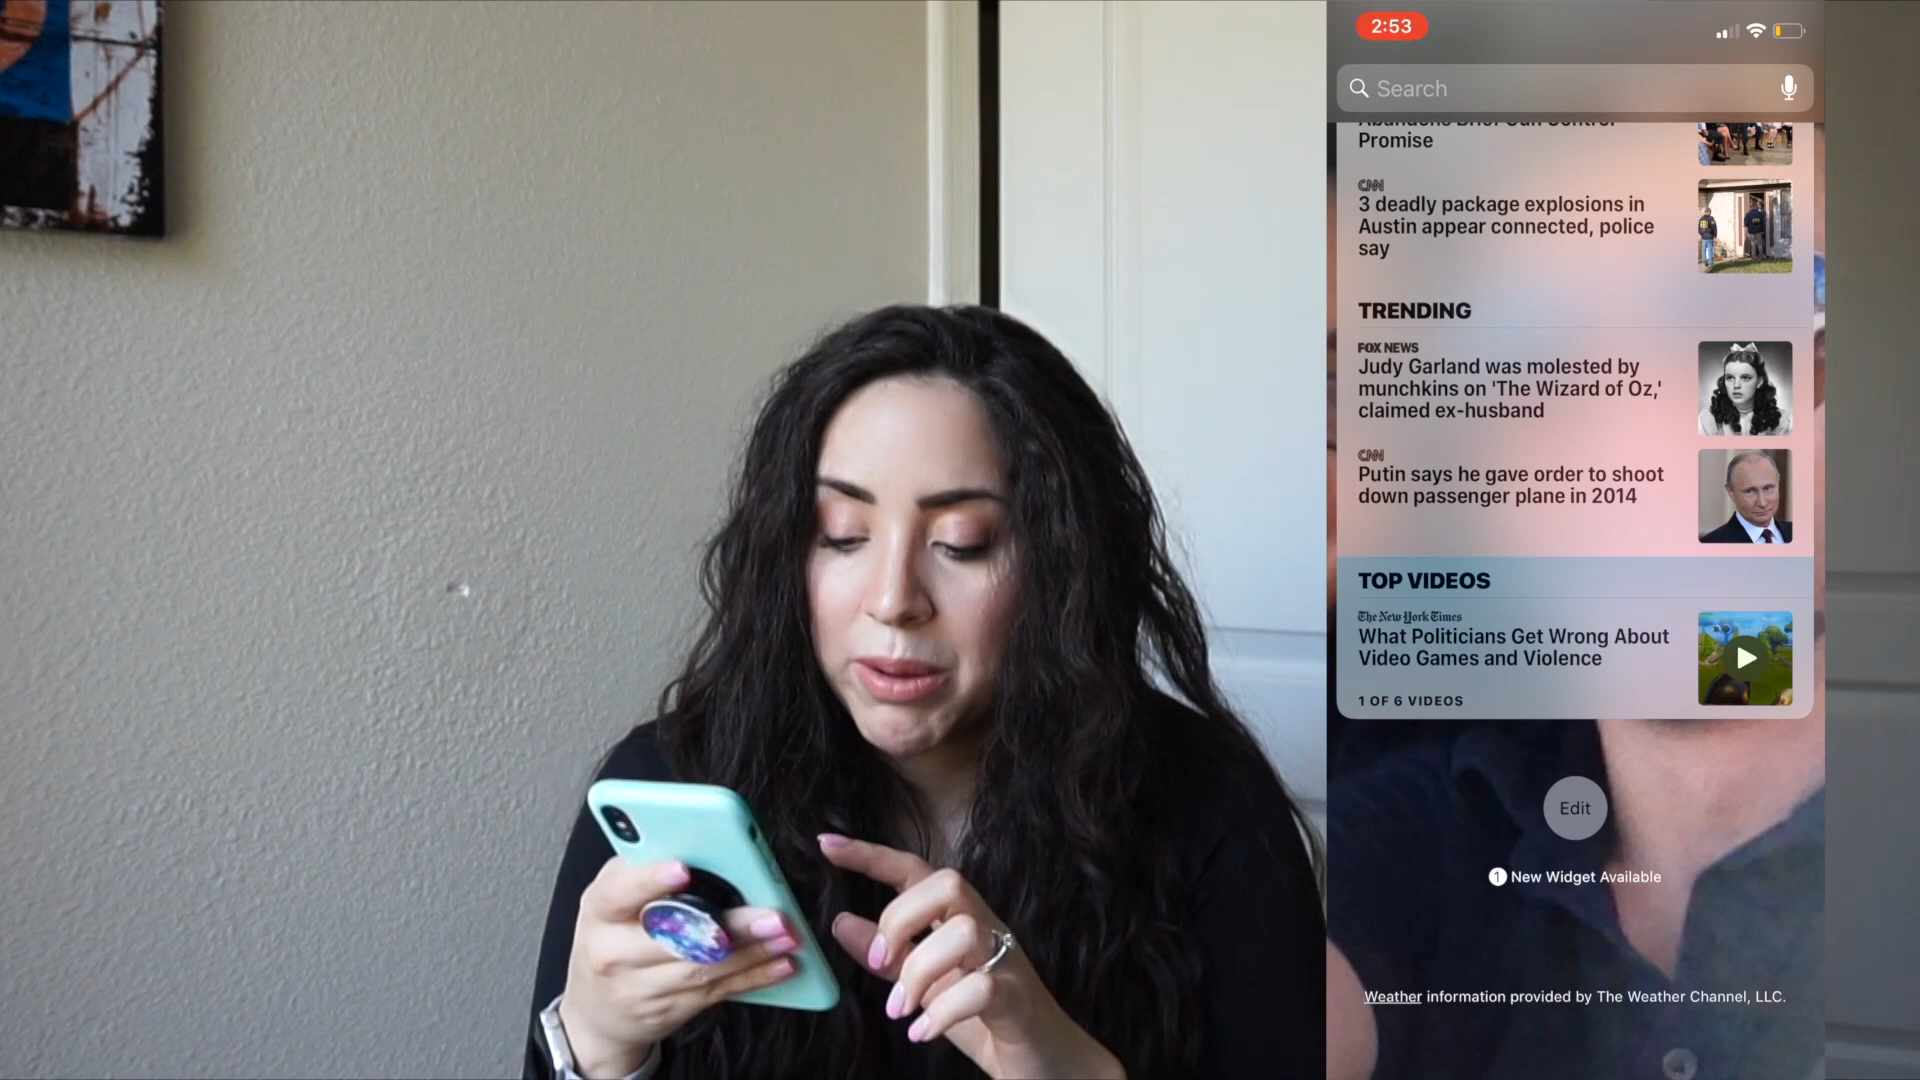 2:53
Search
Abandons Brief Gun Control
Promise
CNN
3 deadly package explosions in
Austin appear connected, police
say
TRENDING
FOX NEWS
Judy Garland was molested by
munchkins on 'The Wizard of Oz,'
claimed ex-husband
CNN
Putin says he gave order to shoot
down passenger plane in 2014
TOP VIDEOS
The New York Times
What Politicians Get Wrong About
Video Games and Violence
1 OF 6 VIDEOS
Edit
1 New Widget Available
Weather information provided by The Weather Channel, LLC.